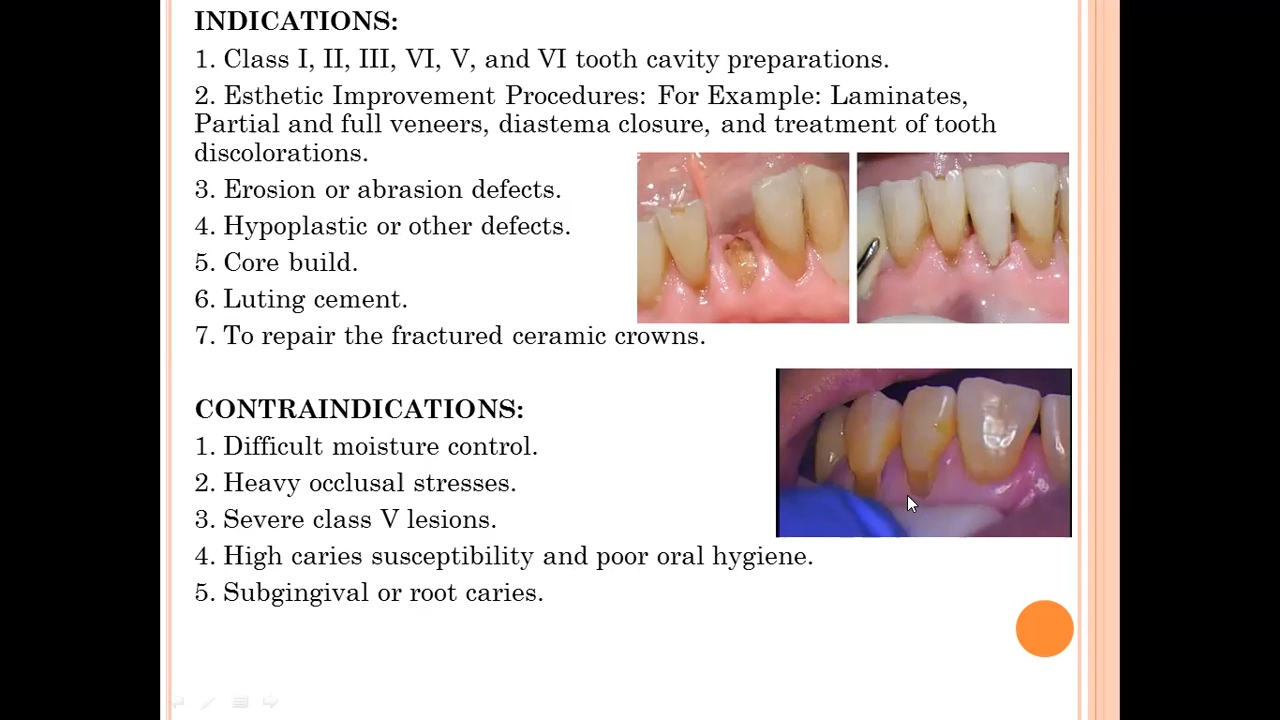 INDICATIONS:
1. Class I, II, III, VI, V, and VI tooth cavity preparations.
2. Esthetic Improvement Procedures: For Example: Laminates,
Partial and full veneers, diastema closure, and treatment of tooth
discolorations.
3. Erosion or abrasion defects.
4. Hypoplastic or other defects.
5. Core build.
6. Luting cement.
7. To repair the fractured ceramic crowns.
CONTRAINDICATIONS:
1. Difficult moisture control.
2. Heavy occlusal stresses.
3. Severe class V lesions.
4. High caries susceptibility and poor oral hygiene.
5. Subgingival or root caries.